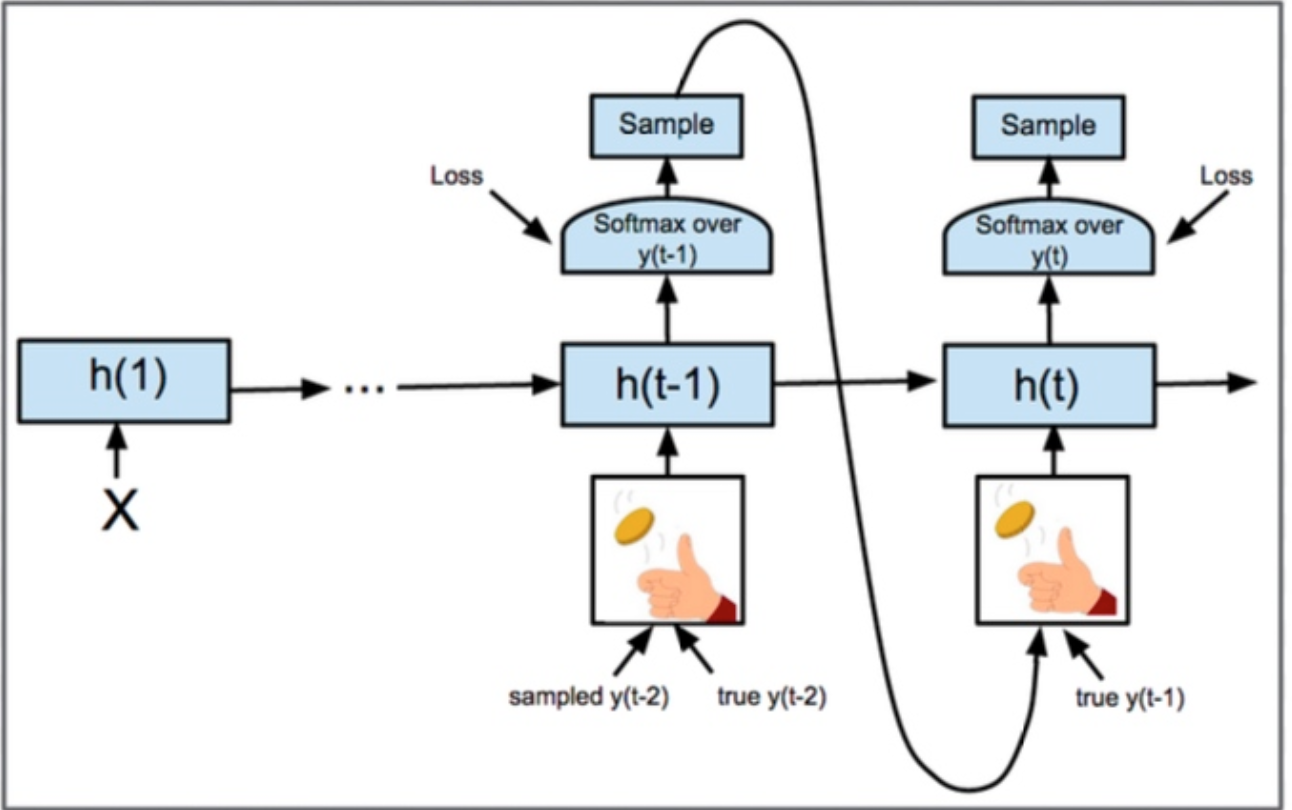 Sample
Sample
Loss
Loss
Softmax over
y(t-1)
Softmax over
y(t)
h(1)
...
h(t-1)
h(t)
X
sampled y(t-2)
true y(t-2)
true y(t-1)